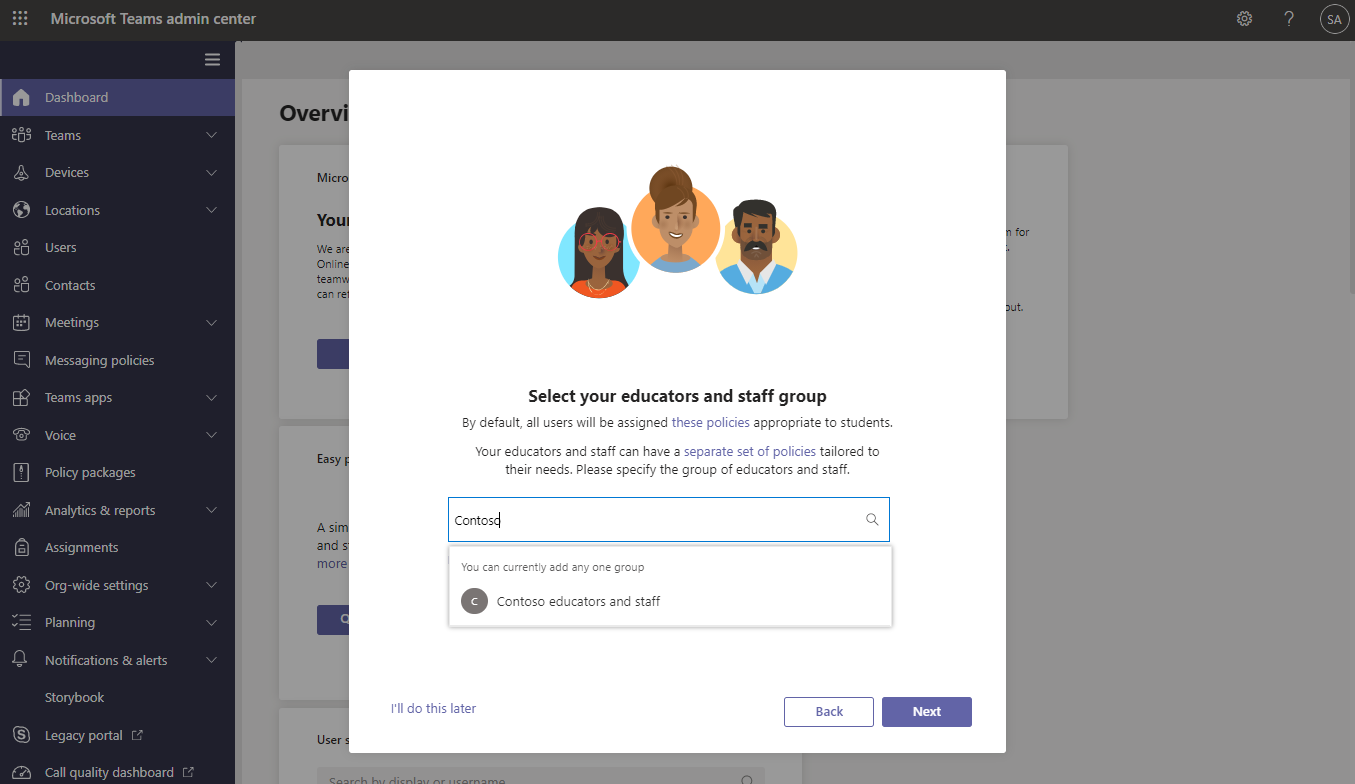 Microsoft Teams admin center
?
SA
Dashboard
Teams
Devices
Locations
Users
Contacts
Meetings
Messaging policies
Teams apps
Voice
Policy packages
Analytics & reports
Assignments
Org-wide settings
Planning
Notifications & alerts
Storybook
Legacy portal
Call quality dashboard
Overvi
Micro
Your
We are
Online
teamw
can ret
m for
out.
Easy p
A sim
and s
more
Q
User s
Search by display or username
Select your educators and staff group
By default, all users will be assigned these policies appropriate to students.
Your educators and staff can have a separate set of policies tailored to
their needs. Please specify the group of educators and staff.
Contoso
You can currently add any one group
C
Contoso educators and staff
I'll do this later
Back
Next